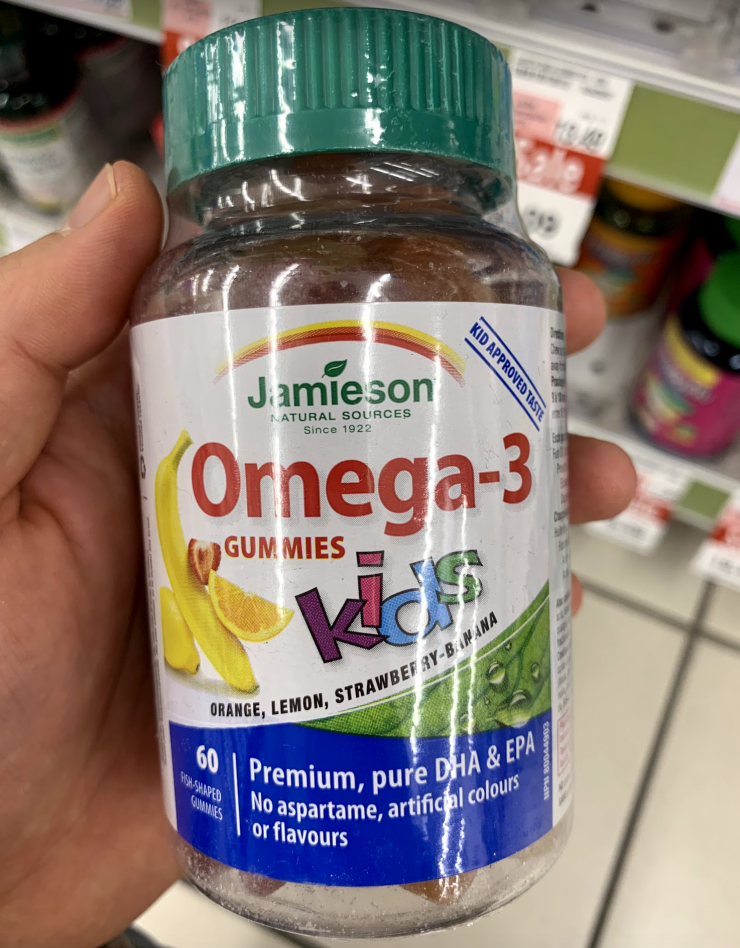 Sale
KID APPROVED TASTE
Jamieson
NATURAL SOURCES
Since 1922
Omega-3
GUMMIES
kids
ORANGE, LEMON, STRAWBERRY-BANANA
60
FISH-SHAPED
GUMMIES
Premium, pure DHA & EPA
No aspartame, artificial colours
or flavours